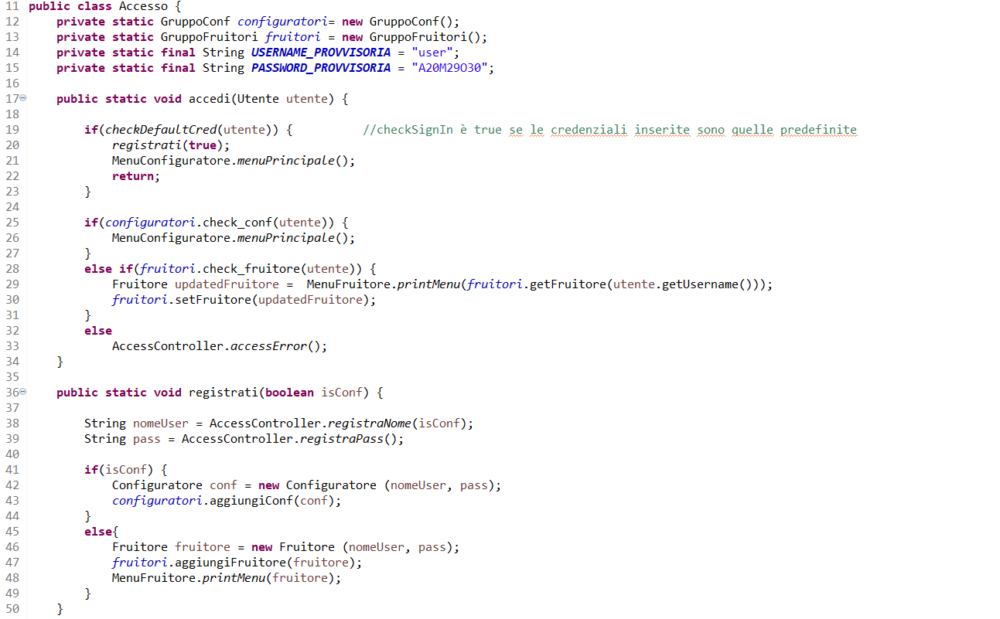 11 public class Accesso {
12 private static GruppoConf configuratori= new GruppoConf();
13 private static GruppoFruitori fruitori = new GruppoFruitori();
14 private static final String USERNAME_PROVVISORIA = "user";
15 private static final String PASSWORD_PROVVISORIA = "A20M29O30";
16
17 public static void accedi(Utente utente) {
18
19 if(checkDefaultCred(utente)) { //checkSignIn è true se le credenziali inserite sono quelle predefinite
20 registrati(true);
21 MenuConfiguratore.menuPrincipale();
22 return;
23 }
24
25 if(configuratori.check_conf(utente)) {
26 MenuConfiguratore.menuPrincipale();
27 }
28 else if(fruitori.check_fruitore(utente)) {
29 Fruitore updatedFruitore =  MenuFruitore.printMenu(fruitori.getFruitore(utente.getUsername()));
30 fruitori.setFruitore(updatedFruitore);
31 }
32 else
33 AccessController.accessError();
34 }
35
36 public static void registrati(boolean isConf) {
37
38 String nomeUser = AccessController.registraNome(isConf);
39 String pass = AccessController.registraPass();
40
41 if(isConf) {
42 Configuratore conf = new Configuratore (nomeUser, pass);
43 configuratori.aggiungiConf(conf);
44 }
45 else{
46 Fruitore fruitore = new Fruitore (nomeUser, pass);
47 fruitori.aggiungiFruitore(fruitore);
48 MenuFruitore.printMenu(fruitore);
49 }
50 }